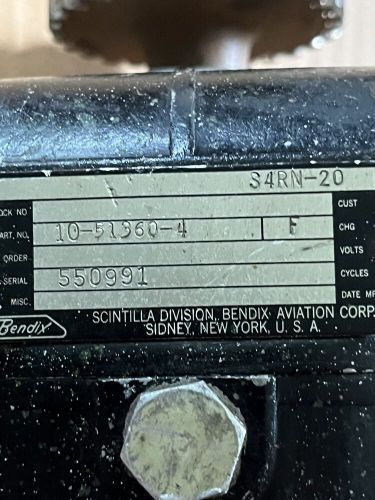 S4RN-20
OCK NO CUST
ART. NO. 10-51360-4 F CHG
ORDER VOLTS
SERIAL 550991 CYCLES
MISC. DATE MF
Bendix SCINTILLA DIVISION, BENDIX AVIATION CORP.
SIDNEY, NEW YORK, U. S. A.